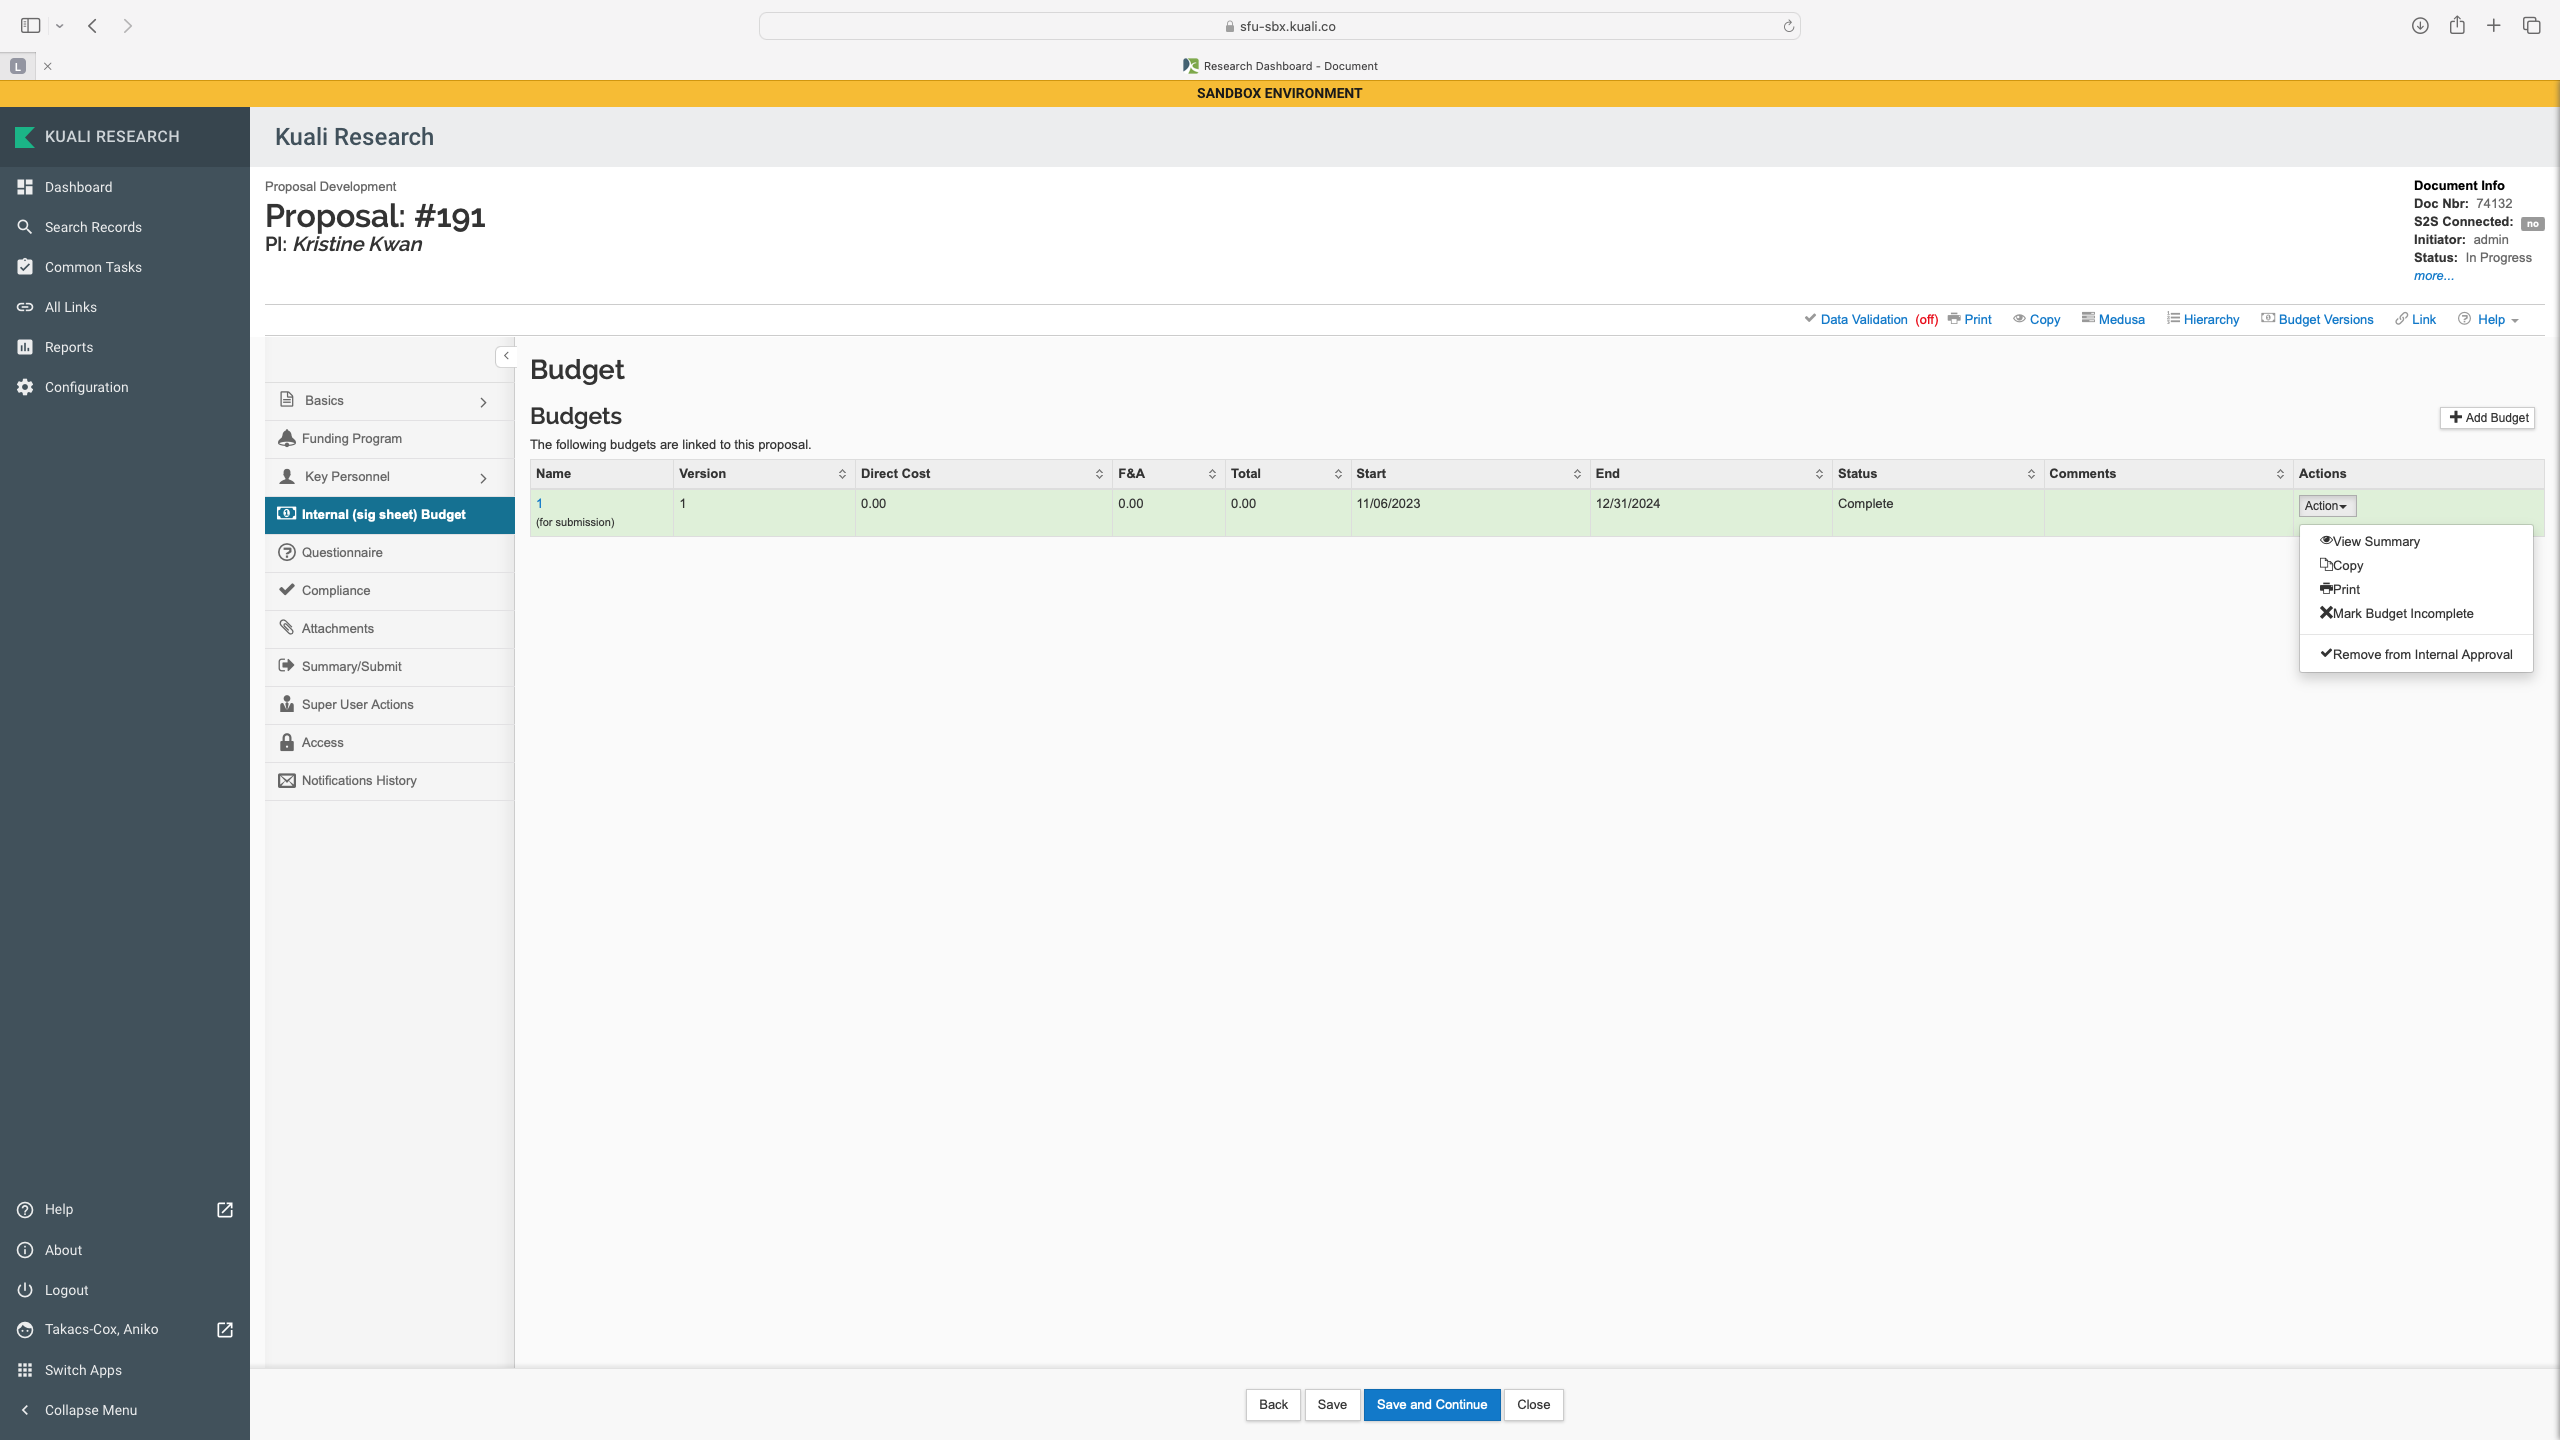 sfu-sbx.kuali.co
L
Research Dashboard - Document
SANDBOX ENVIRONMENT
KUALI RESEARCH
Kuali Research
Dashboard
Search Records
Common Tasks
All Links
Reports
Configuration
Help
About
Logout
Takacs-Cox, Aniko
Switch Apps
Collapse Menu
Proposal Development
Proposal: #191
PI: Kristine Kwan
Document Info
Doc Nbr: 74132
S2S Connected: no
Initiator: admin
Status: In Progress
more...
Data Validation (off) Print Copy Medusa Hierarchy Budget Versions Link Help
Basics
Funding Program
Key Personnel
Internal (sig sheet) Budget
Questionnaire
Compliance
Attachments
Summary/Submit
Super User Actions
Access
Notifications History
Budget
Budgets
Add Budget
The following budgets are linked to this proposal.
Name Version Direct Cost F&A Total Start End Status Comments Actions
1 1 0.00 0.00 0.00 11/06/2023 12/31/2024 Complete Action
(for submission)
View Summary
Copy
Print
Mark Budget Incomplete
Remove from Internal Approval
Back Save Save and Continue Close